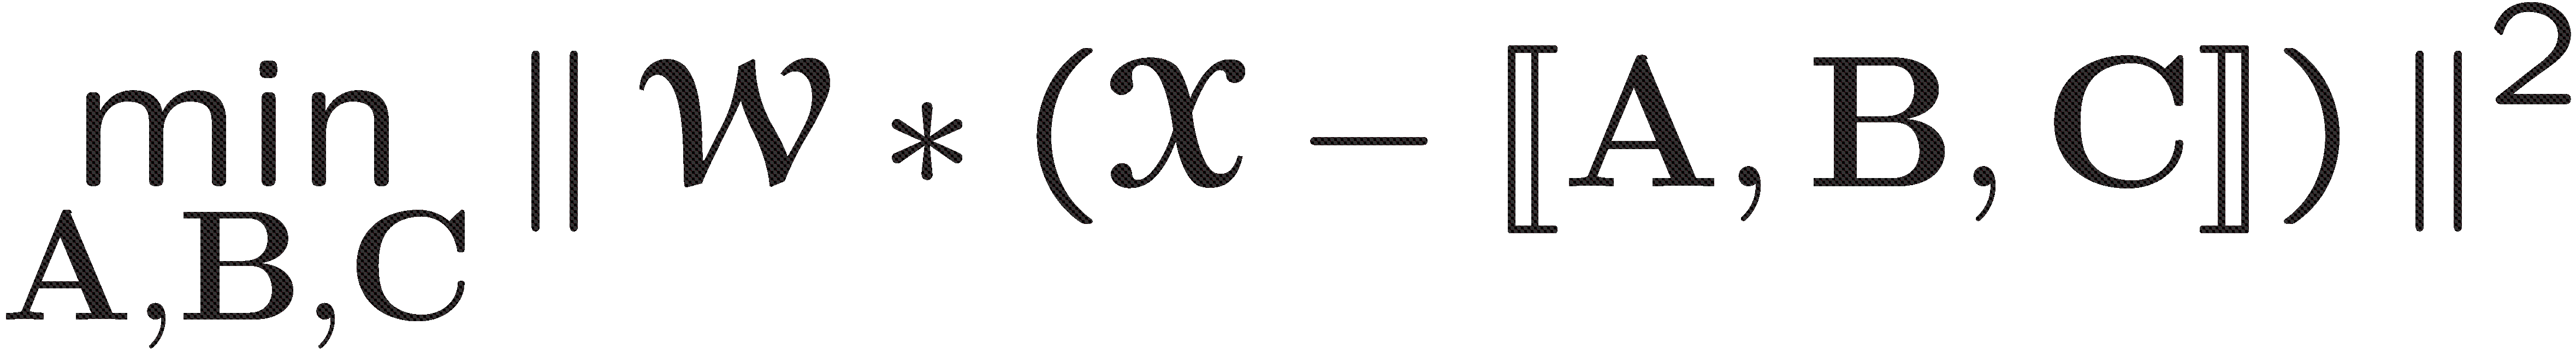 min ‖ 𝒲 * (𝒳 − ⟦𝐀, 𝐁, 𝐂⟧) ‖²
𝐀,𝐁,𝐂